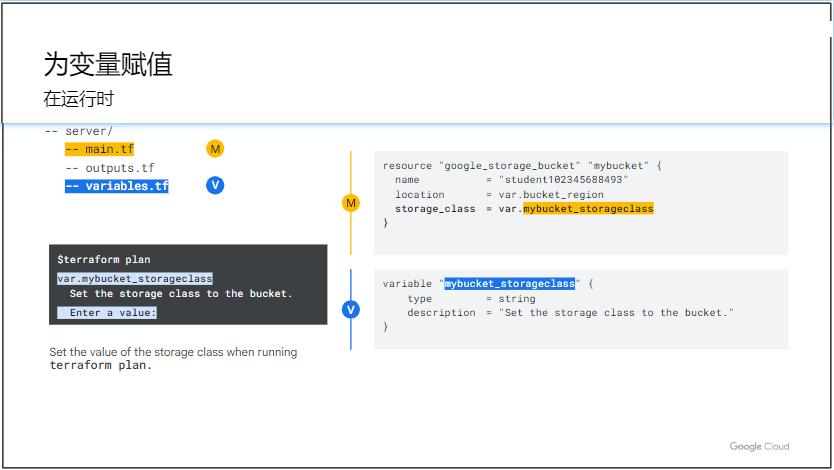 为变量赋值
在运行时
-- server/
-- main.tf
M
-- outputs.tf
-- variables.tf
V
$terraform plan
var.mybucket_storageclass
Set the storage class to the bucket.
Enter a value:
Set the value of the storage class when running
terraform plan.
M
resource "google_storage_bucket" "mybucket" {
name = "student102345688493"
location = var.bucket_region
storage_class = var.mybucket_storageclass
}
V
variable "mybucket_storageclass" {
type = string
description = "Set the storage class to the bucket."
}
Google Cloud